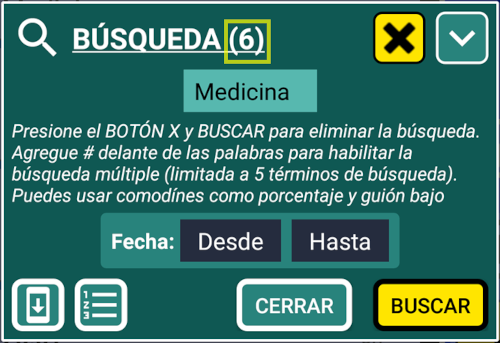 BÚSQUEDA (6)
Medicina
Presione el BOTÓN X y BUSCAR para eliminar la búsqueda.
Agregue # delante de las palabras para habilitar la
búsqueda múltiple (limitada a 5 términos de búsqueda).
Puedes usar comodínes como porcentaje y guión bajo
Fecha: Desde Hasta
1
2
3
CERRAR BUSCAR